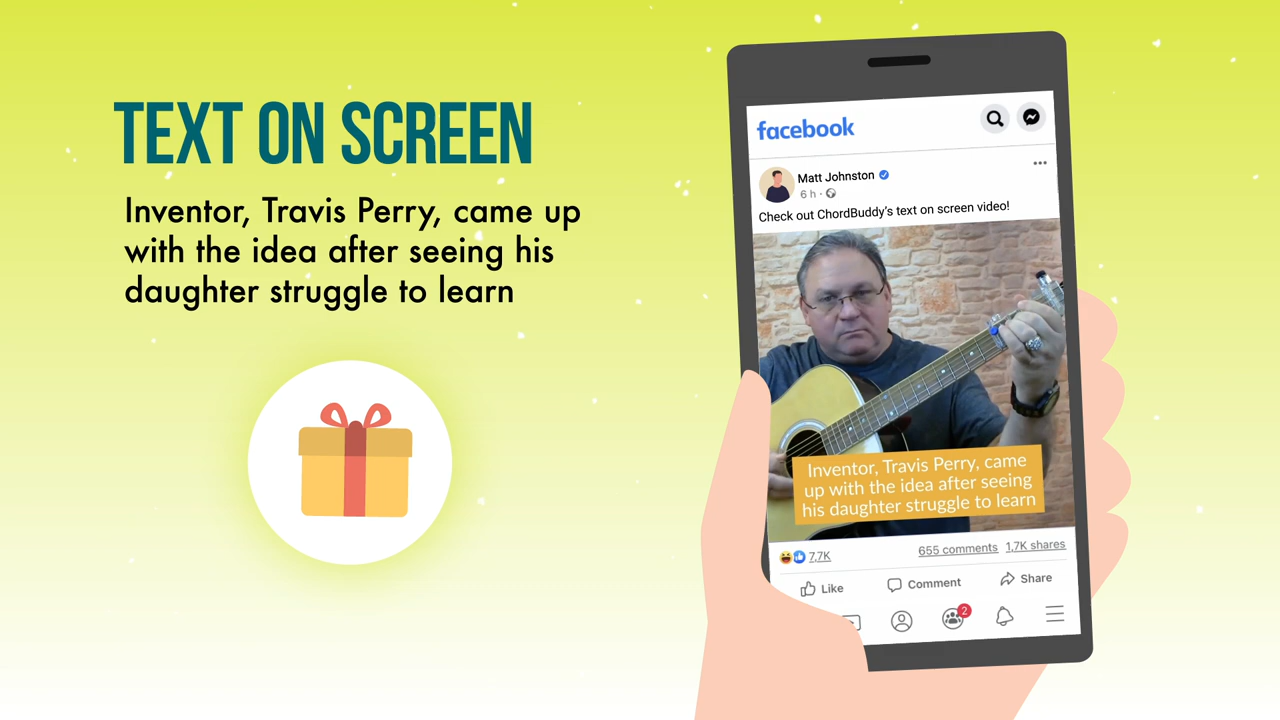 TEXT ON SCREEN
Inventor, Travis Perry, came up
with the idea after seeing his
daughter struggle to learn
facebook
Matt Johnston
6 h ·
Check out ChordBuddy's text on screen video!
Inventor, Travis Perry, came
up with the idea after seeing
his daughter struggle to learn
7,7K
655 comments 1,7K shares
Like Comment Share
2